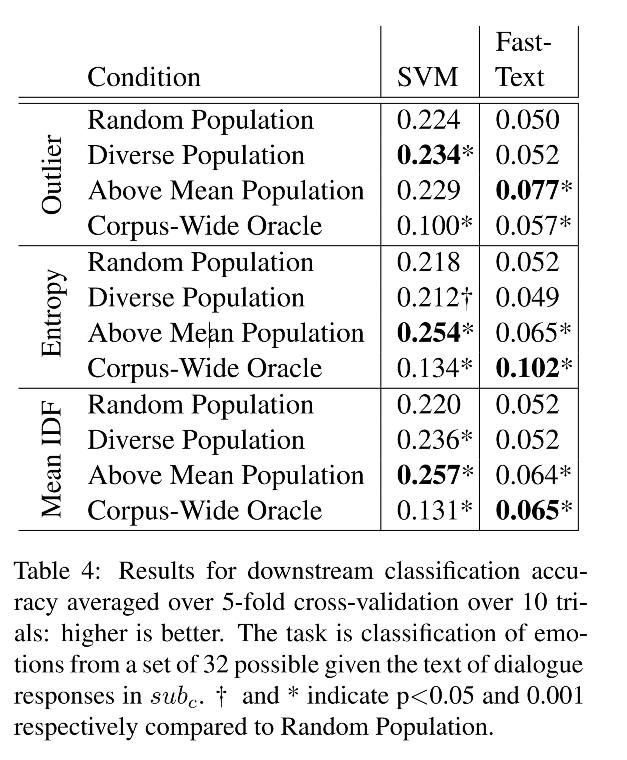 Condition SVM Fast-Text
Outlier
Random Population 0.224 0.050
Diverse Population 0.234* 0.052
Above Mean Population 0.229 0.077*
Corpus-Wide Oracle 0.100* 0.057*
Entropy
Random Population 0.218 0.052
Diverse Population 0.212† 0.049
Above Mean Population 0.254* 0.065*
Corpus-Wide Oracle 0.134* 0.102*
Mean IDF
Random Population 0.220 0.052
Diverse Population 0.236* 0.052
Above Mean Population 0.257* 0.064*
Corpus-Wide Oracle 0.131* 0.065*
Table 4: Results for downstream classification accu-
racy averaged over 5-fold cross-validation over 10 tri-
als: higher is better. The task is classification of emo-
tions from a set of 32 possible given the text of dialogue
responses in sub_c. † and * indicate p<0.05 and 0.001
respectively compared to Random Population.